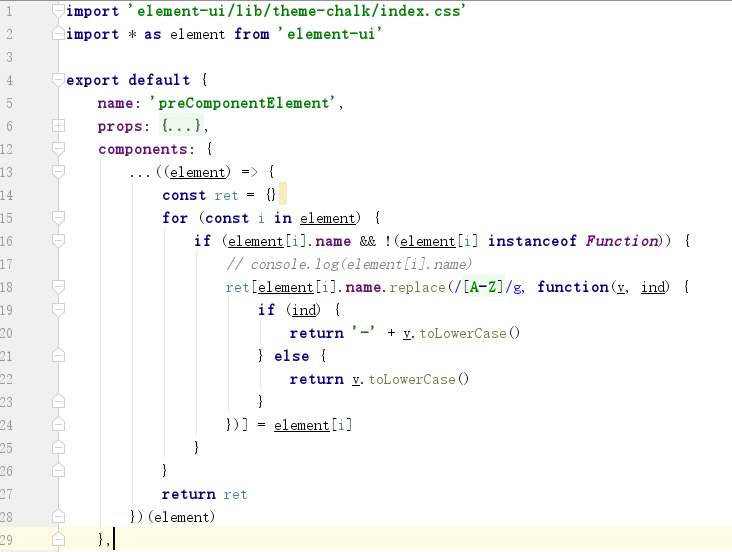 1 import 'element-ui/lib/theme-chalk/index.css'
2 import * as element from 'element-ui'
3
4 export default {
5     name: 'preComponentElement',
6     props: {...},
12     components: {
13         ...((element) => {
14             const ret = {}
15             for (const i in element) {
16                 if (element[i].name && !(element[i] instanceof Function)) {
17                     // console.log(element[i].name)
18                     ret[element[i].name.replace(/[A-Z]/g, function(v, ind) {
19                         if (ind) {
20                             return '-' + v.toLowerCase()
21                         } else {
22                             return v.toLowerCase()
23                         }
24                     })] = element[i]
25                 }
26             }
27             return ret
28         })(element)
29     },